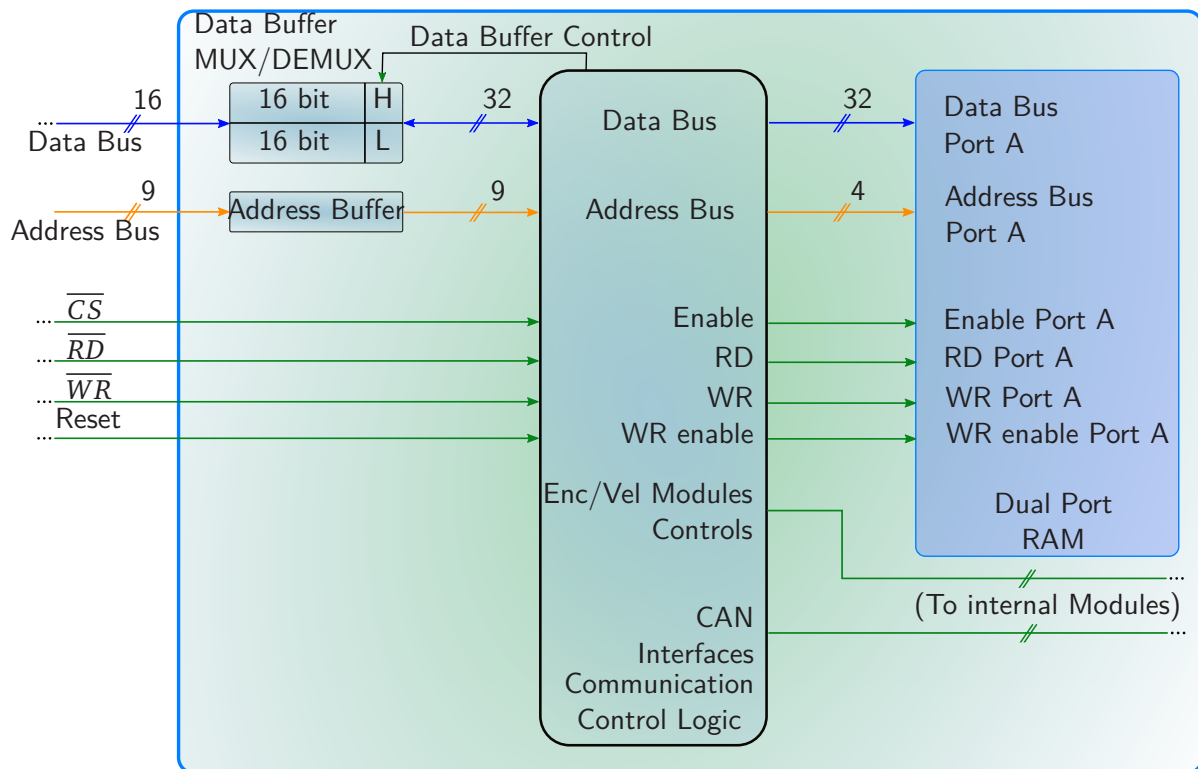 Data Buffer
MUX/DEMUX
Data Buffer Control
16
16 bit
H
32
32
...
Data Bus
16 bit
L
Data Bus
Data Bus
Port A
9
Address Buffer
9
Address Bus
4
Address Bus
Port A
Address Bus
... CS
Enable
Enable Port A
... RD
RD
RD Port A
... WR
WR
WR Port A
Reset
...
WR enable
WR enable Port A
Enc/Vel Modules
Controls
Dual Port
RAM
...
(To internal Modules)
...
CAN
Interfaces
Communication
Control Logic